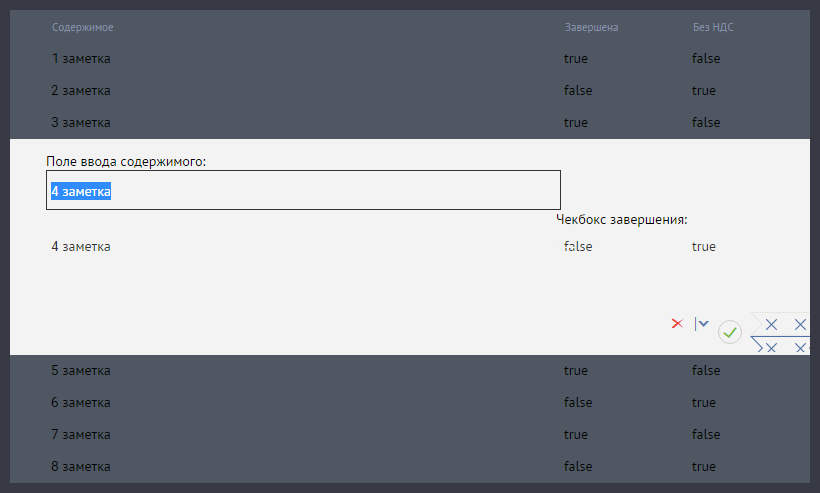 Содержимое Завершена Без НДС
1 заметка true false
2 заметка false true
3 заметка true false
Поле ввода содержимого:
4 заметка
Чекбокс завершения:
4 заметка false true
5 заметка true false
6 заметка false true
7 заметка true false
8 заметка false true